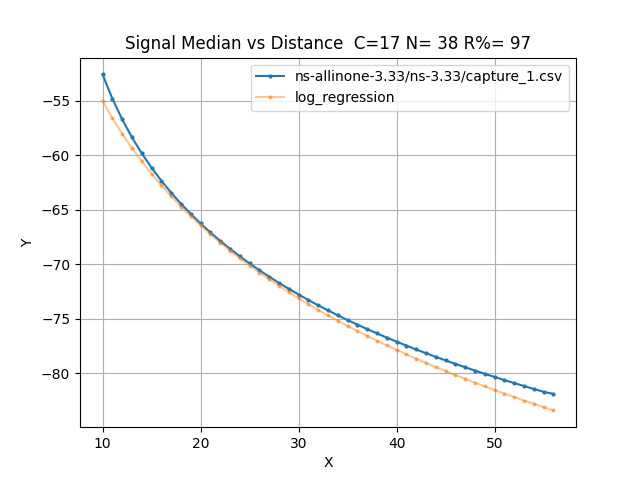 Signal Median vs Distance  C=17 N= 38 R%= 97
ns-allinone-3.33/ns-3.33/capture_1.csv
log_regression
−55
−60
−65
−70
−75
−80
Y
10
20
30
40
50
X